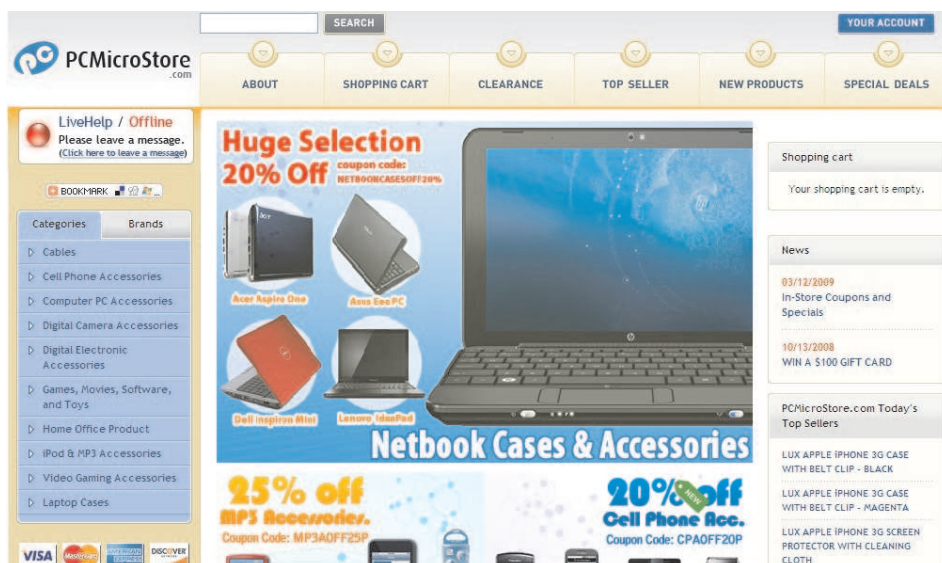 SEARCH
YOUR ACCOUNT
PCMicroStore
.com
ABOUT
SHOPPING CART
CLEARANCE
TOP SELLER
NEW PRODUCTS
SPECIAL DEALS
LiveHelp / Offline
Please leave a message.
(Click here to leave a message)
BOOKMARK
Categories
Brands
Cables
Cell Phone Accessories
Computer PC Accessories
Digital Camera Accessories
Digital Electronic
Accessories
Games, Movies, Software,
and Toys
Home Office Product
iPod & MP3 Accessories
Video Gaming Accessories
Laptop Cases
VISA
MasterCard
AMERICAN EXPRESS
DISCOVER
Huge Selection
20% Off
coupon code:
NETBOOKCASESOFF20%
Acer Aspire One
Asus Eee PC
Dell Inspiron Mini
Lenovo IdeaPad
Netbook Cases & Accessories
25% off
MP3 Accessories.
Coupon Code: MP3AOFF25P
20% off
NEW
Cell Phone Acc.
Coupon Code: CPAOFF20P
Shopping cart
Your shopping cart is empty.
News
03/12/2009
In-Store Coupons and
Specials
10/13/2008
WIN A $100 GIFT CARD
PCMicroStore.com Today's
Top Sellers
LUX APPLE IPHONE 3G CASE
WITH BELT CLIP - BLACK
LUX APPLE IPHONE 3G CASE
WITH BELT CLIP - MAGENTA
LUX APPLE IPHONE 3G SCREEN
PROTECTOR WITH CLEANING
CLOTH